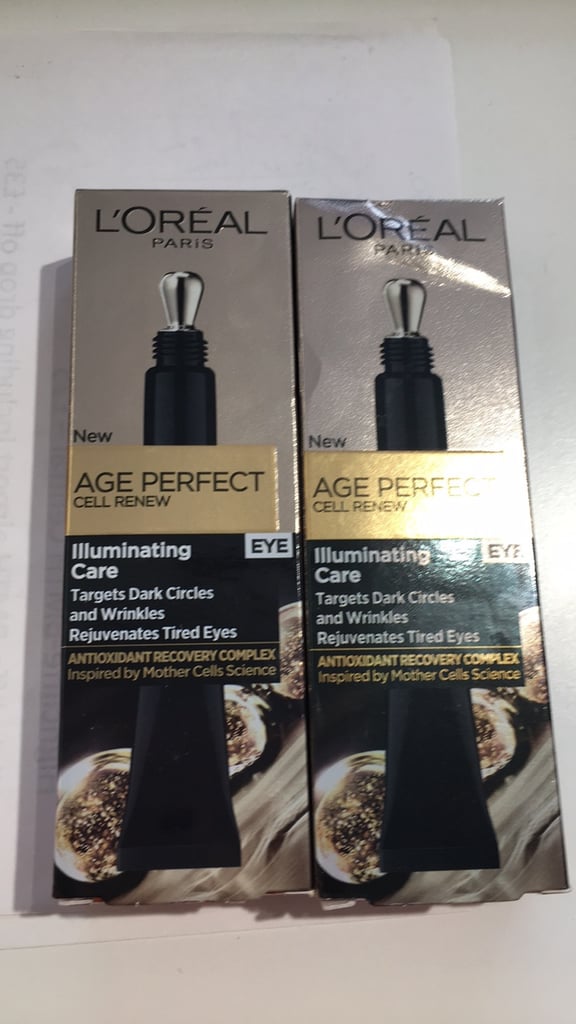 L'ORÉAL
PARIS
New
AGE PERFECT
CELL RENEW
EYE
Illuminating
Care
Targets Dark Circles
and Wrinkles
Rejuvenates Tired Eyes
ANTIOXIDANT RECOVERY COMPLEX
Inspired by Mother Cells Science
L'ORÉAL
PARIS
New
AGE PERFECT
CELL RENEW
EYE
Illuminating
Care
Targets Dark Circles
and Wrinkles
Rejuvenates Tired Eyes
ANTIOXIDANT RECOVERY COMPLEX
Inspired by Mother Cells Science